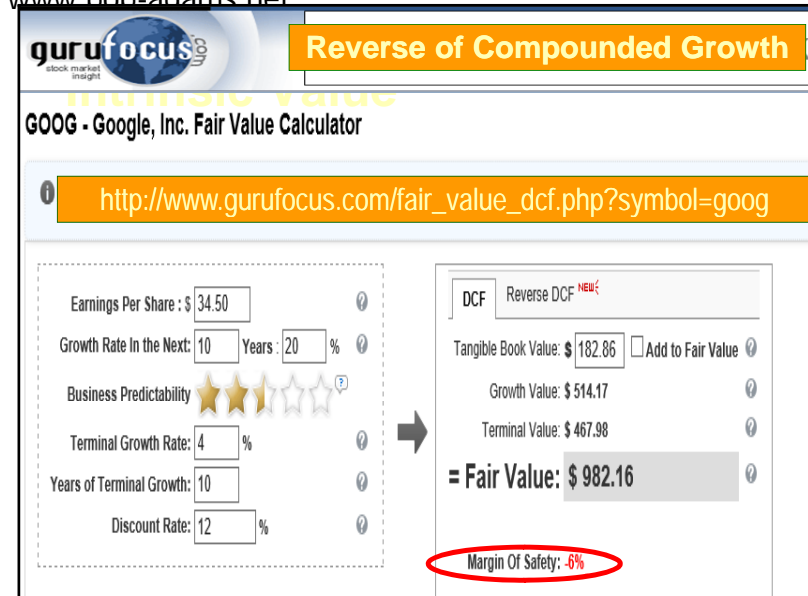 gurufocus.com
stock market
insight
Reverse of Compounded Growth
Intrinsic Value
GOOG - Google, Inc. Fair Value Calculator
http://www.gurufocus.com/fair_value_dcf.php?symbol=goog
Earnings Per Share : $ 34.50
Growth Rate In the Next: 10 Years : 20 %
Business Predictability
Terminal Growth Rate: 4 %
Years of Terminal Growth: 10
Discount Rate: 12 %
DCF Reverse DCF NEW
Tangible Book Value: $ 182.86 Add to Fair Value
Growth Value: $ 514.17
Terminal Value: $ 467.98
= Fair Value: $ 982.16
Margin Of Safety: -6%